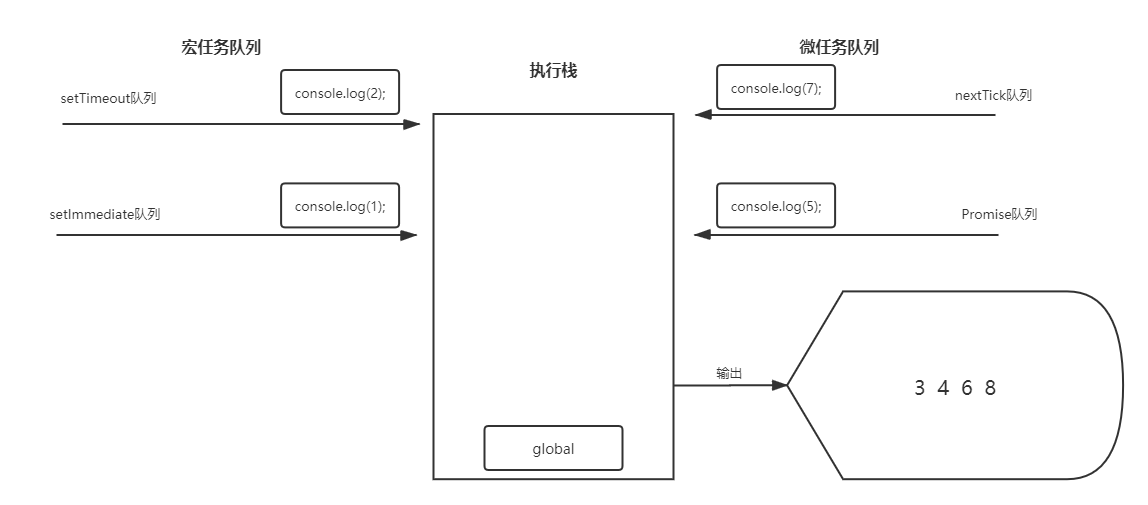 宏任务队列
微任务队列
执行栈
setTimeout队列
console.log(2);
console.log(7);
nextTick队列
setImmediate队列
console.log(1);
console.log(5);
Promise队列
输出
3 4 6 8
global